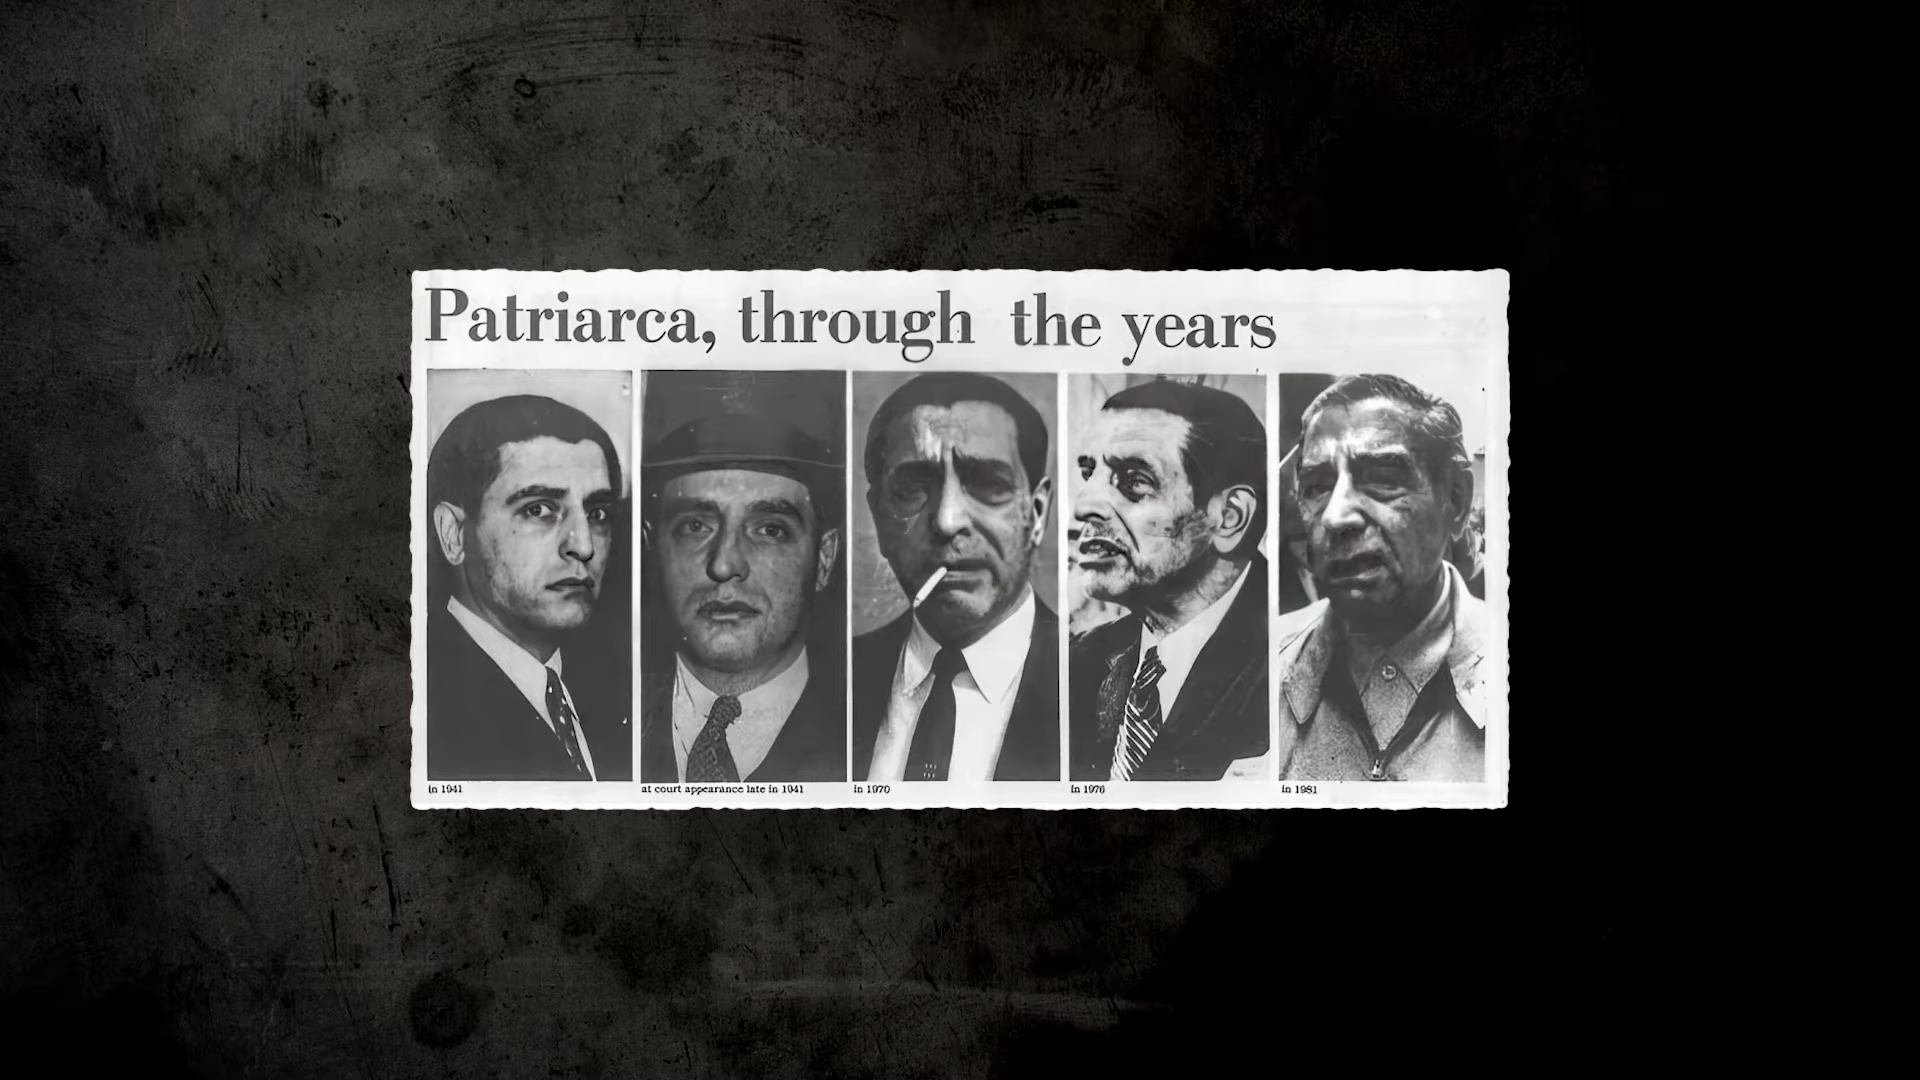 Patriarca, through the years
in 1941
at court appearance late in 1941
in 1970
in 1976
in 1981